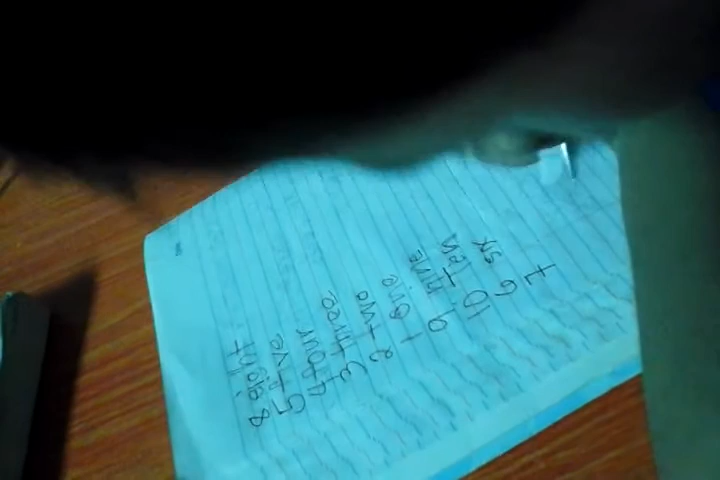 8 eight
5 five
4 four
3 three
2 two
1 one
9 nine
10 Ten
6 six
7